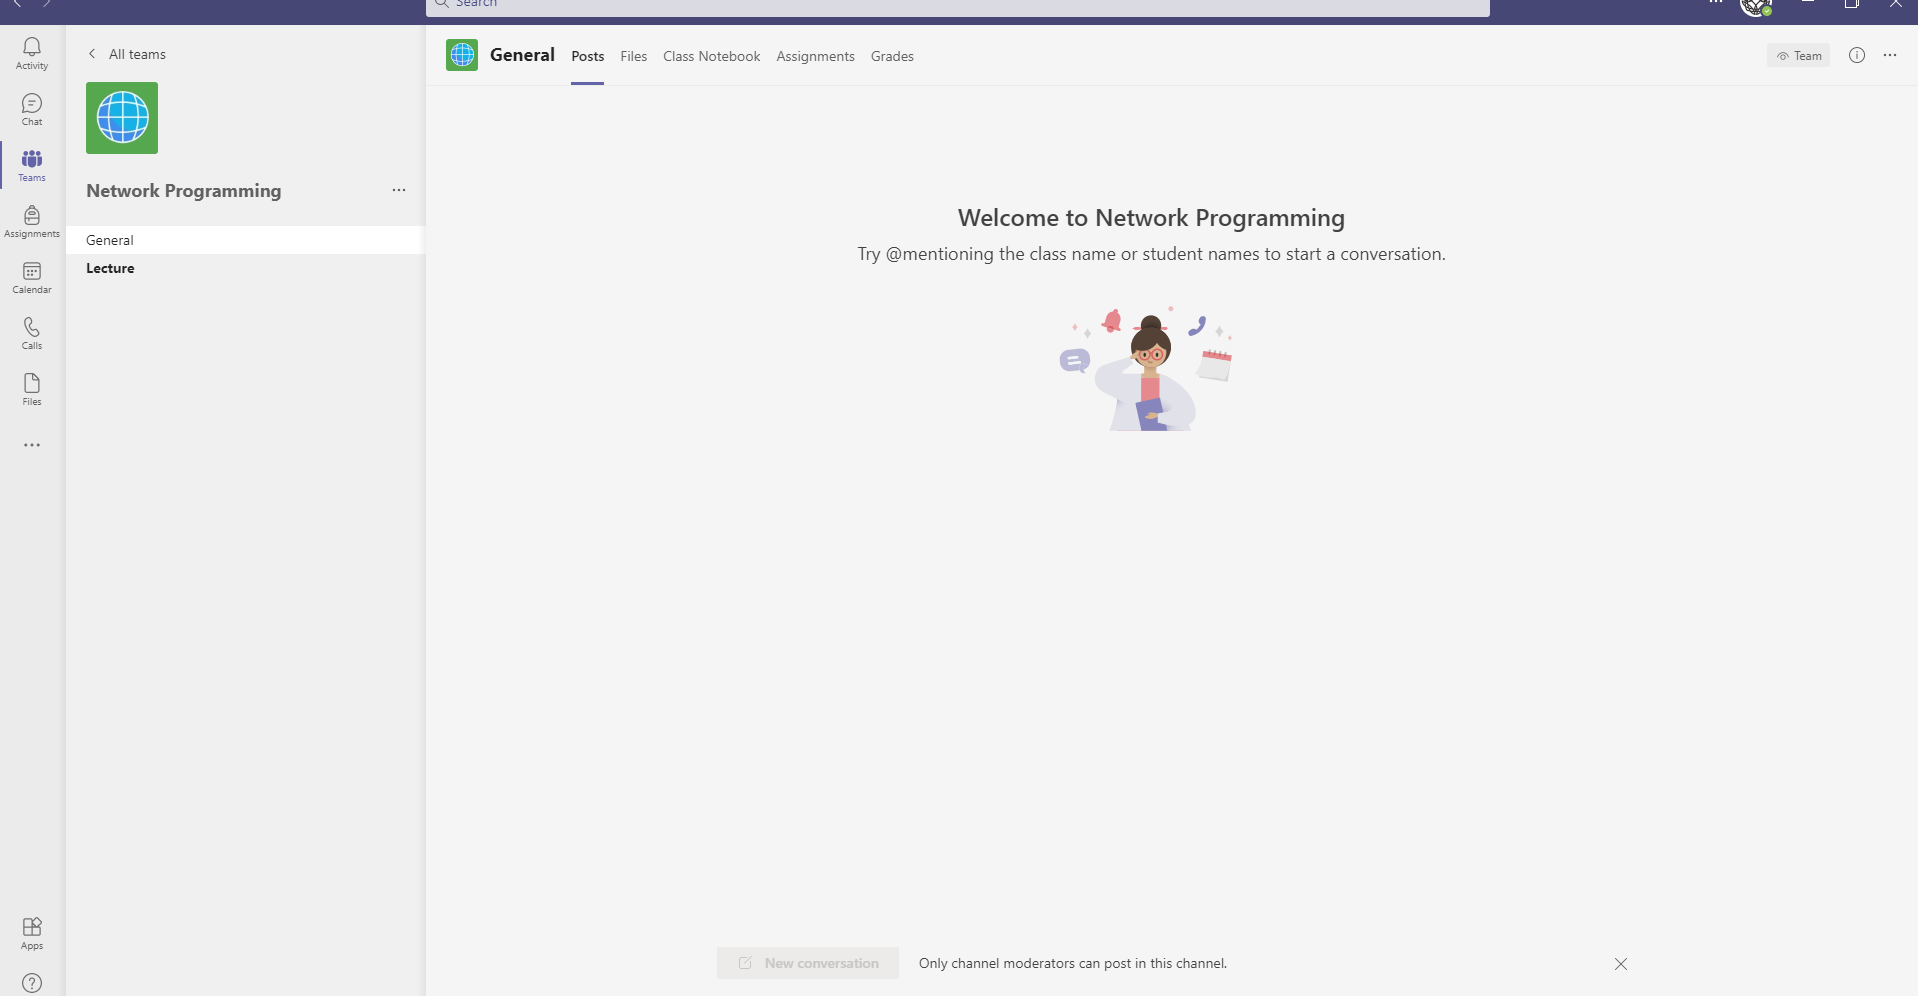 Search
Activity
Chat
Teams
Assignments
Calendar
Calls
Files
Apps
All teams
Network Programming
General
Lecture
General Posts Files Class Notebook Assignments Grades
Team
Welcome to Network Programming
Try @mentioning the class name or student names to start a conversation.
New conversation Only channel moderators can post in this channel.